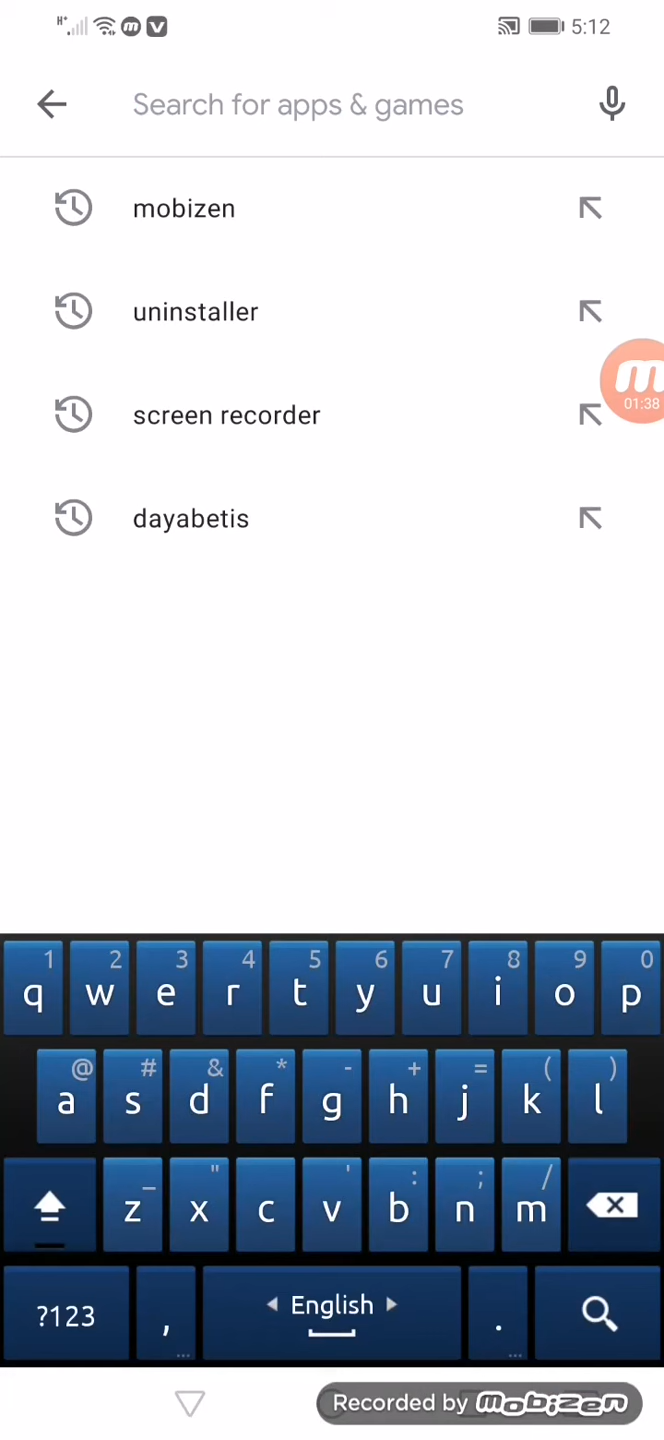 H+ m V 5:12
Search for apps & games
mobizen
uninstaller
m
01:38
screen recorder
dayabetis
1 2 3 4 5 6 7 8 9 0
q w e r t y u i o p
@ # & * - + = ( )
a s d f g h j k l
_ " ' : ; /
z x c v b n m
?123 , English .
... ...
Recorded by mobizen